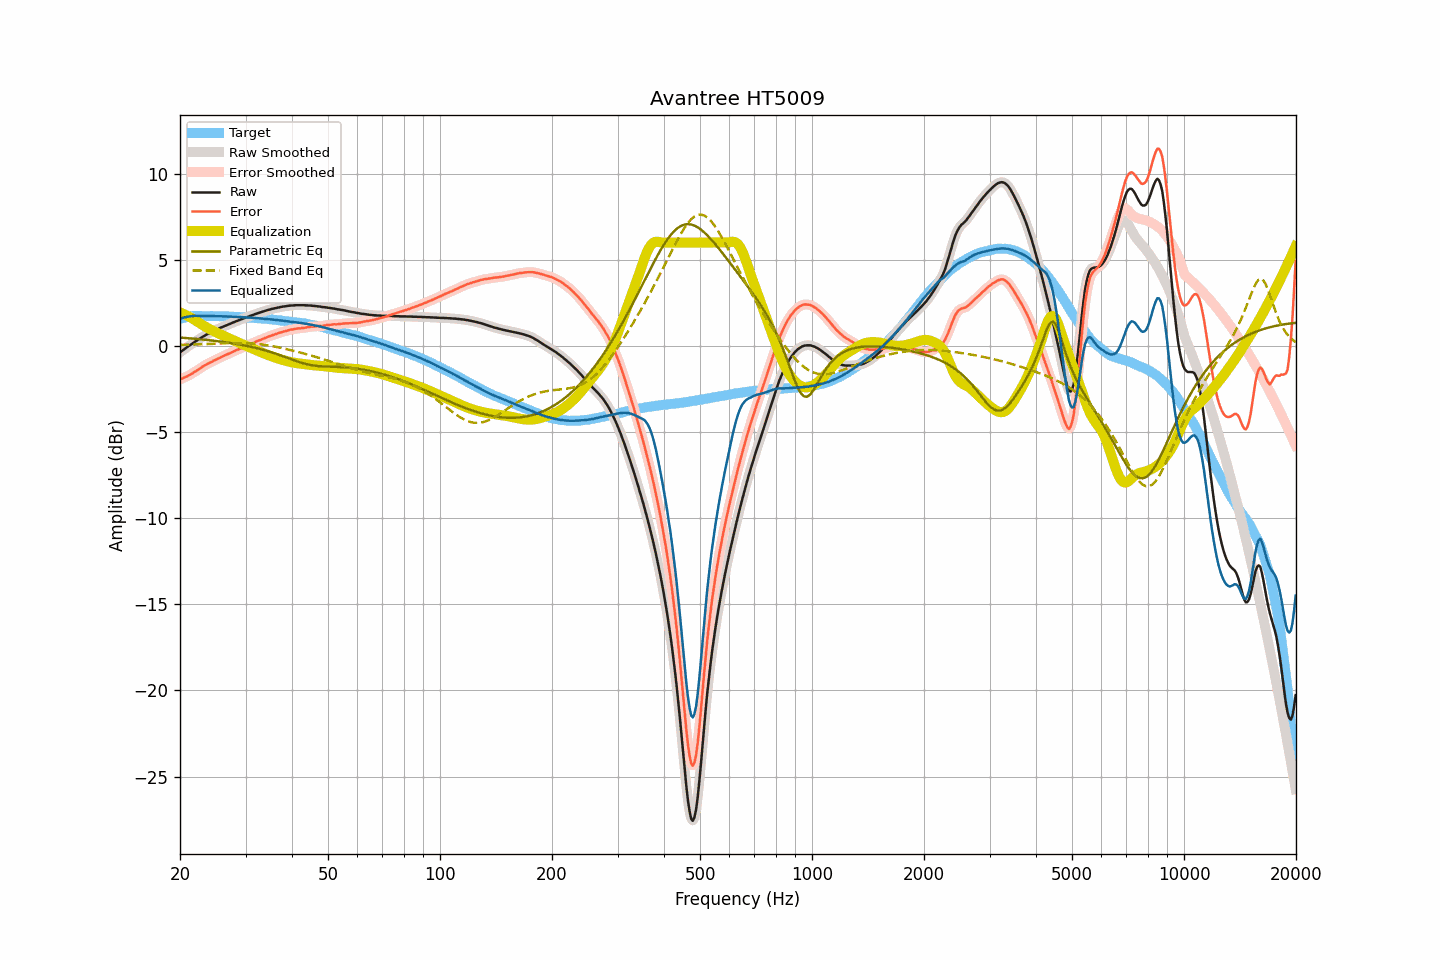 Avantree HT5009
Target
Raw Smoothed
Error Smoothed
Raw
Error
Equalization
Parametric Eq
Fixed Band Eq
Equalized
10
5
0
−5
−10
−15
−20
−25
Amplitude (dBr)
20 50 100 200 500 1000 2000 5000 10000 20000
Frequency (Hz)